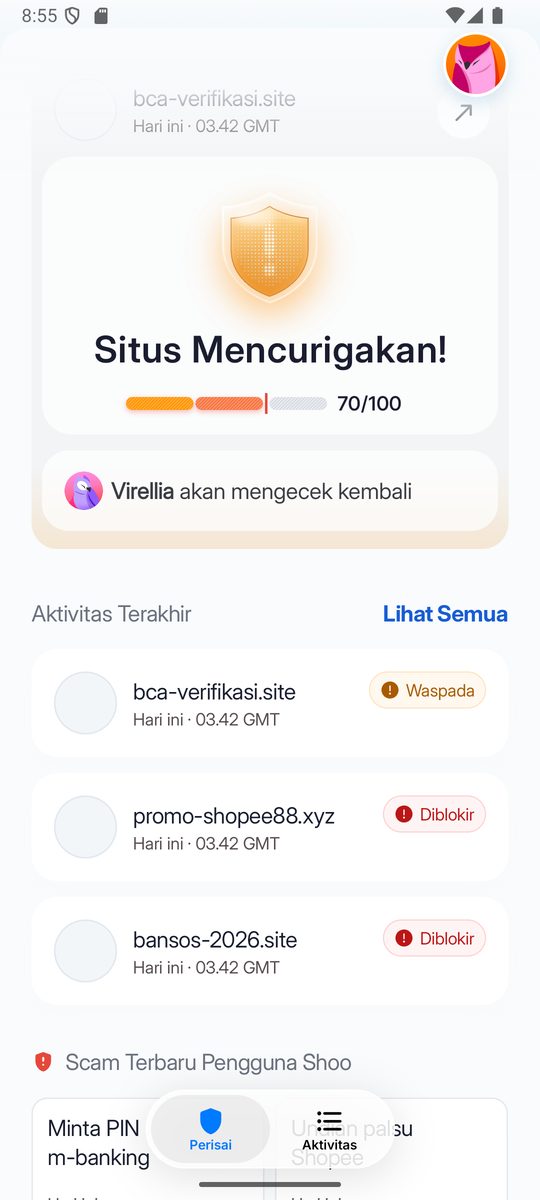 8:55
bca-verifikasi.site
Hari ini · 03.42 GMT
Situs Mencurigakan!
70/100
Virellia akan mengecek kembali
Aktivitas Terakhir
Lihat Semua
bca-verifikasi.site
Waspada
Hari ini · 03.42 GMT
promo-shopee88.xyz
Diblokir
Hari ini · 03.42 GMT
bansos-2026.site
Diblokir
Hari ini · 03.42 GMT
Scam Terbaru Pengguna Shoo
Minta PIN
m-banking
Undian palsu
Shopee
Perisai
Aktivitas